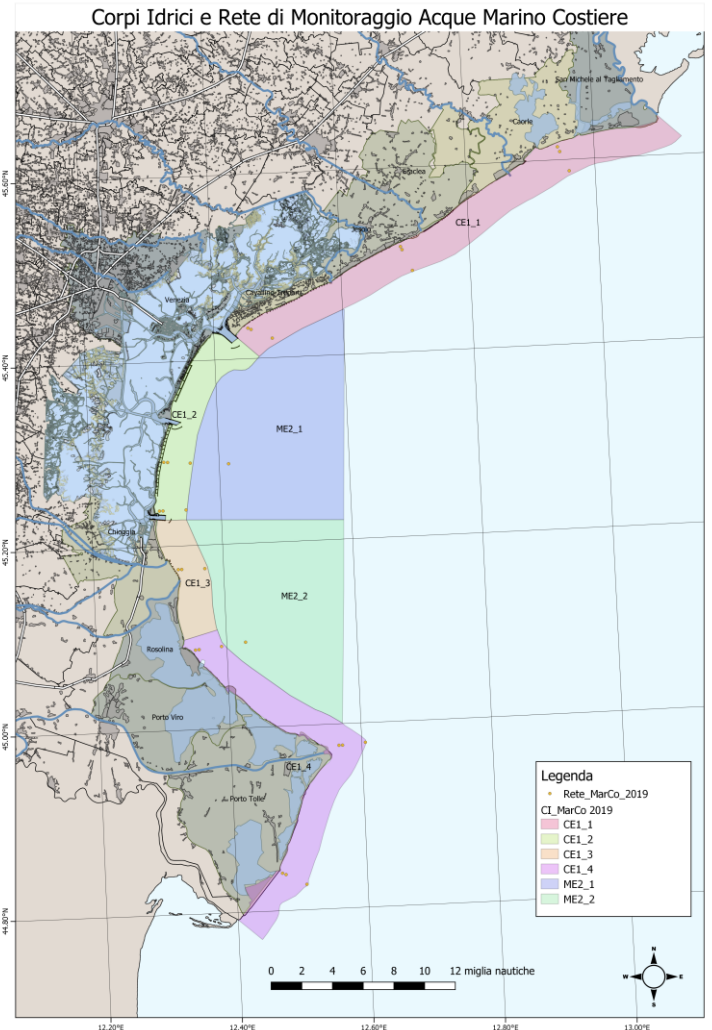 Corpi Idrici e Rete di Monitoraggio Acque Marino Costiere
San Michele al Tagliamento
Caorle
Eraclea
45.60°N
CE1_1
Jesolo
Cavallino-Treporti
Venezia
45.40°N
CE1_2
ME2_1
Chioggia
45.20°N
CE1_3
ME2_2
Rosolina
Porto Viro
45.00°N
CE1_4
Porto Tolle
Legenda
Rete_MarCo_2019
CI_MarCo 2019
CE1_1
CE1_2
CE1_3
CE1_4
ME2_1
ME2_2
44.80°N
0 2 4 6 8 10 12 miglia nautiche
N
W E
S
12.20°E 12.40°E 12.60°E 12.80°E 13.00°E